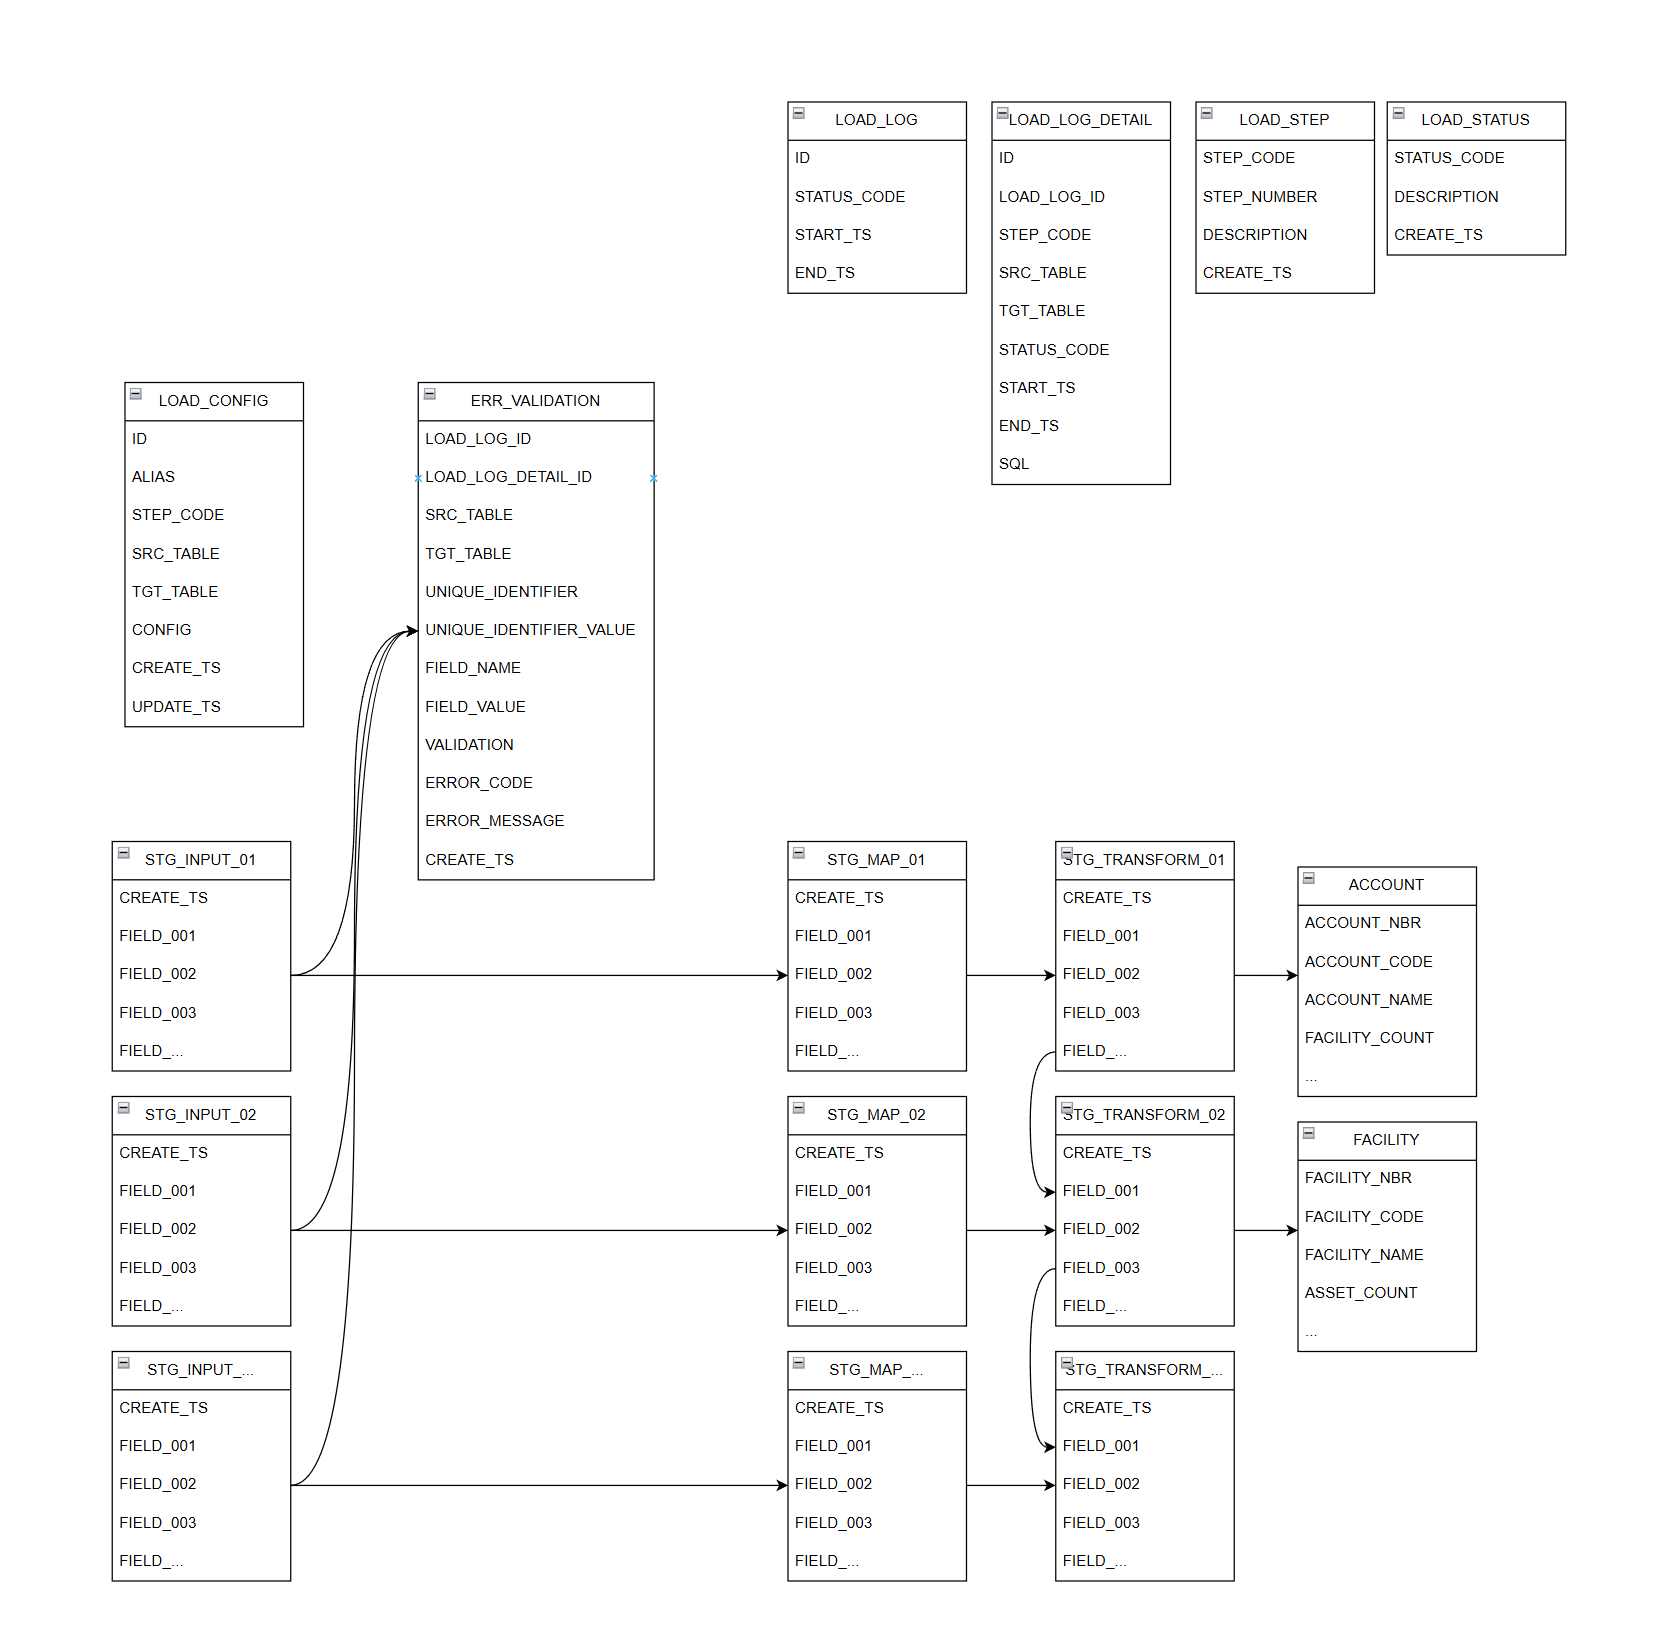 LOAD_LOG
ID
STATUS_CODE
START_TS
END_TS
LOAD_LOG_DETAIL
ID
LOAD_LOG_ID
STEP_CODE
SRC_TABLE
TGT_TABLE
STATUS_CODE
START_TS
END_TS
SQL
LOAD_STEP
STEP_CODE
STEP_NUMBER
DESCRIPTION
CREATE_TS
LOAD_STATUS
STATUS_CODE
DESCRIPTION
CREATE_TS
LOAD_CONFIG
ID
ALIAS
STEP_CODE
SRC_TABLE
TGT_TABLE
CONFIG
CREATE_TS
UPDATE_TS
ERR_VALIDATION
LOAD_LOG_ID
LOAD_LOG_DETAIL_ID
SRC_TABLE
TGT_TABLE
UNIQUE_IDENTIFIER
UNIQUE_IDENTIFIER_VALUE
FIELD_NAME
FIELD_VALUE
VALIDATION
ERROR_CODE
ERROR_MESSAGE
CREATE_TS
STG_INPUT_01
CREATE_TS
FIELD_001
FIELD_002
FIELD_003
FIELD_...
STG_MAP_01
CREATE_TS
FIELD_001
FIELD_002
FIELD_003
FIELD_...
STG_TRANSFORM_01
CREATE_TS
FIELD_001
FIELD_002
FIELD_003
FIELD_...
ACCOUNT
ACCOUNT_NBR
ACCOUNT_CODE
ACCOUNT_NAME
FACILITY_COUNT
...
STG_INPUT_02
CREATE_TS
FIELD_001
FIELD_002
FIELD_003
FIELD_...
STG_MAP_02
CREATE_TS
FIELD_001
FIELD_002
FIELD_003
FIELD_...
STG_TRANSFORM_02
CREATE_TS
FIELD_001
FIELD_002
FIELD_003
FIELD_...
FACILITY
FACILITY_NBR
FACILITY_CODE
FACILITY_NAME
ASSET_COUNT
...
STG_INPUT_...
CREATE_TS
FIELD_001
FIELD_002
FIELD_003
FIELD_...
STG_MAP_...
CREATE_TS
FIELD_001
FIELD_002
FIELD_003
FIELD_...
STG_TRANSFORM_...
CREATE_TS
FIELD_001
FIELD_002
FIELD_003
FIELD_...